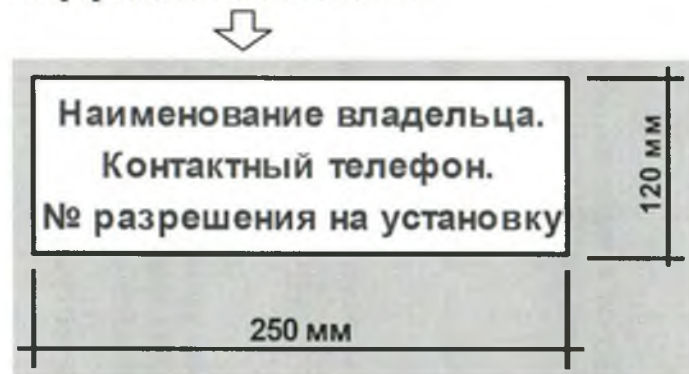 Наименование владельца.
Контактный телефон.
№ разрешения на установку
120 мм
250 мм